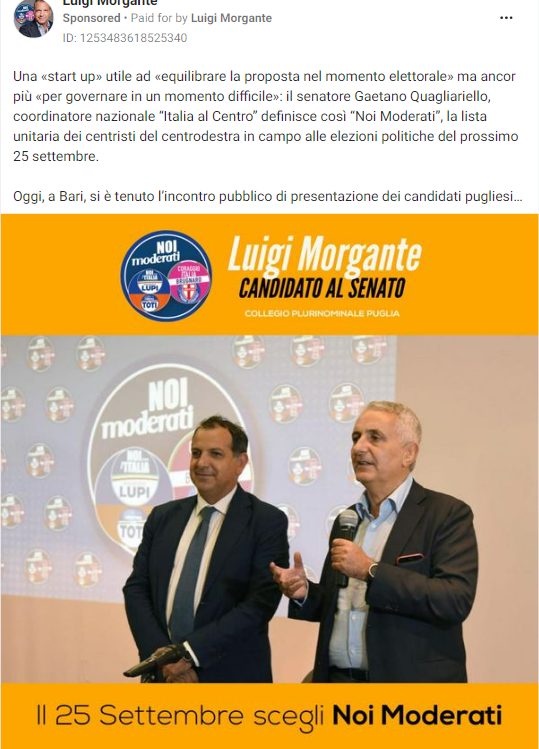 Luigi Morgante
Sponsored • Paid for by Luigi Morgante
ID: 1253483618525340
Una «start up» utile ad «equilibrare la proposta nel momento elettorale» ma ancor
più «per governare in un momento difficile»: il senatore Gaetano Quagliariello,
coordinatore nazionale “Italia al Centro” definisce così “Noi Moderati”, la lista
unitaria dei centristi del centrodestra in campo alle elezioni politiche del prossimo
25 settembre.
Oggi, a Bari, si è tenuto l’incontro pubblico di presentazione dei candidati pugliesi...
NOI
moderati
NOI CON
L'ITALIA
LUPI
CORAGGIO
ITALIA
BRUGNARO
TOTI
Luigi Morgante
CANDIDATO AL SENATO
COLLEGIO PLURINOMINALE PUGLIA
NOI
moderati
NOI CON
L'ITALIA
LUPI
TOTI
Il 25 Settembre scegli Noi Moderati